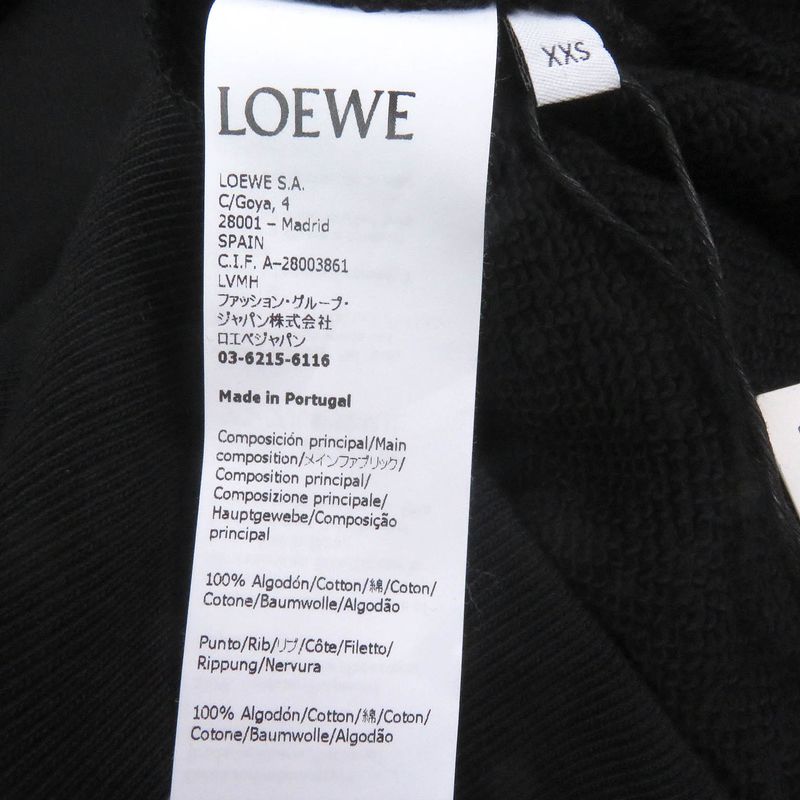 LOEWE
XXS
LOEWE S.A.
C/Goya, 4
28001 – Madrid
SPAIN
C.I.F. A-28003861
LVMH
ファッション・グループ・
ジャパン株式会社
ロエベジャパン
03-6215-6116
Made in Portugal
Composición principal/Main
composition/メインファブリック/
Composition principal/
Composizione principale/
Hauptgewebe/Composição
principal
100% Algodón/Cotton/綿/Coton/
Cotone/Baumwolle/Algodão
Punto/Rib/リブ/Côte/Filetto/
Rippung/Nervura
100% Algodón/Cotton/綿/Coton/
Cotone/Baumwolle/Algodão